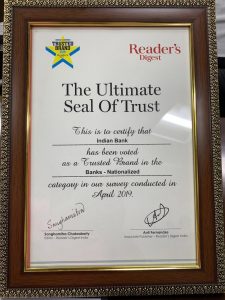 TRUSTED
BRAND
Reader's
Digest
The Ultimate
Seal Of Trust
This is to certify that
Indian Bank
has been voted
as a Trusted Brand in the
Banks - Nationalized
category in our survey conducted in
April 2019.
Sanghamitra Chakraborty
Anil Fernandes